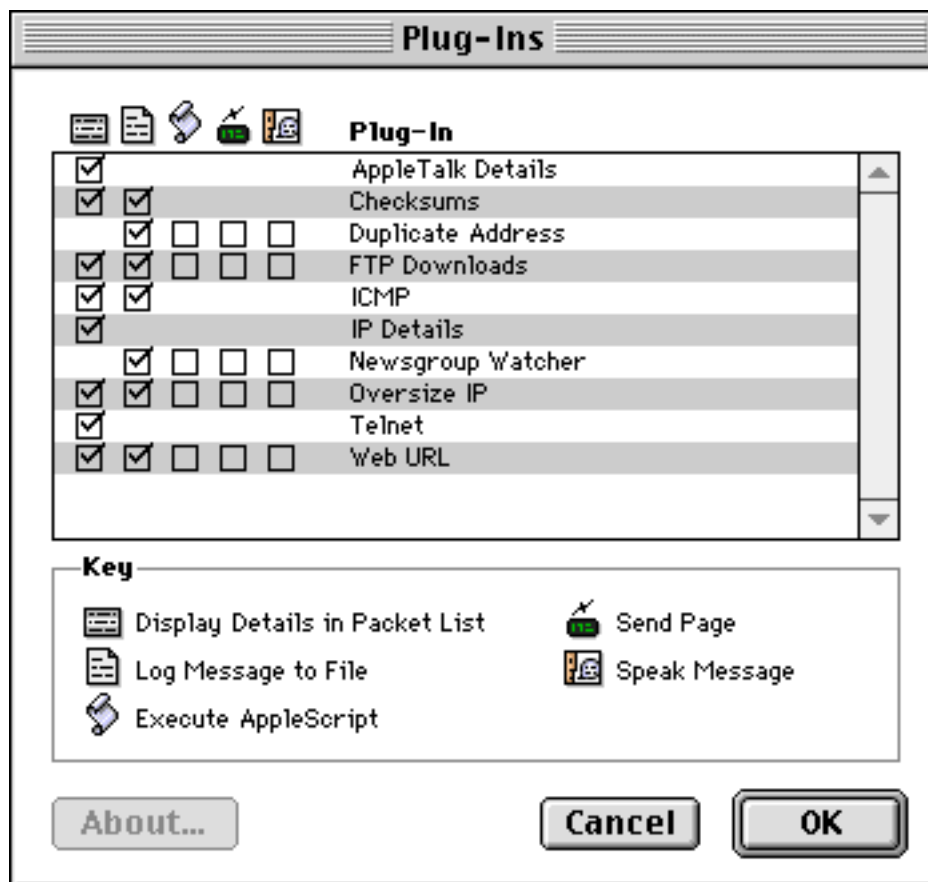 Plug-Ins
Plug-In
AppleTalk Details
Checksums
Duplicate Address
FTP Downloads
ICMP
IP Details
Newsgroup Watcher
Oversize IP
Telnet
Web URL
Key
Display Details in Packet List
Send Page
Log Message to File
Speak Message
Execute AppleScript
About...
Cancel
OK